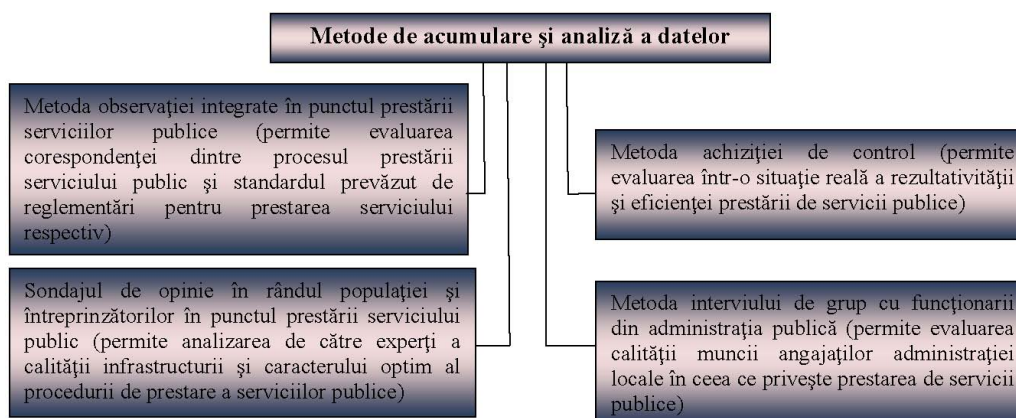 Metode de acumulare şi analiză a datelor
Metoda observaţiei integrate în punctul prestării
serviciilor publice (permite evaluarea
corespondenţei dintre procesul prestării
serviciului public şi standardul prevăzut de
reglementări pentru prestarea serviciului
respectiv)
Metoda achiziţiei de control (permite
evaluarea într-o situaţie reală a rezultativităţii
şi eficienţei prestării de servicii publice)
Sondajul de opinie în rândul populaţiei şi
întreprinzătorilor în punctul prestării serviciului
public (permite analizarea de către experţi a
calităţii infrastructurii şi caracterului optim al
procedurii de prestare a serviciilor publice)
Metoda interviului de grup cu funcţionarii
din administraţia publică (permite evaluarea
calităţii muncii angajaţilor administraţiei
locale în ceea ce priveşte prestarea de servicii
publice)